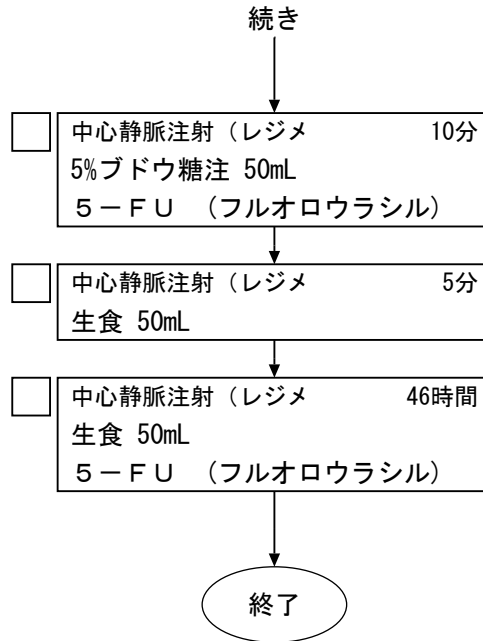 続き
中心静脈注射（レジメ 10分
5%ブドウ糖注 50mL
５－ＦＵ （フルオロウラシル）
中心静脈注射（レジメ 5分
生食 50mL
中心静脈注射（レジメ 46時間
生食 50mL
５－ＦＵ （フルオロウラシル）
終了